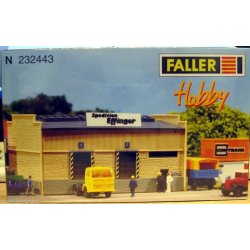 N 232443
FALLER
Hobby
Spedition
Effinger